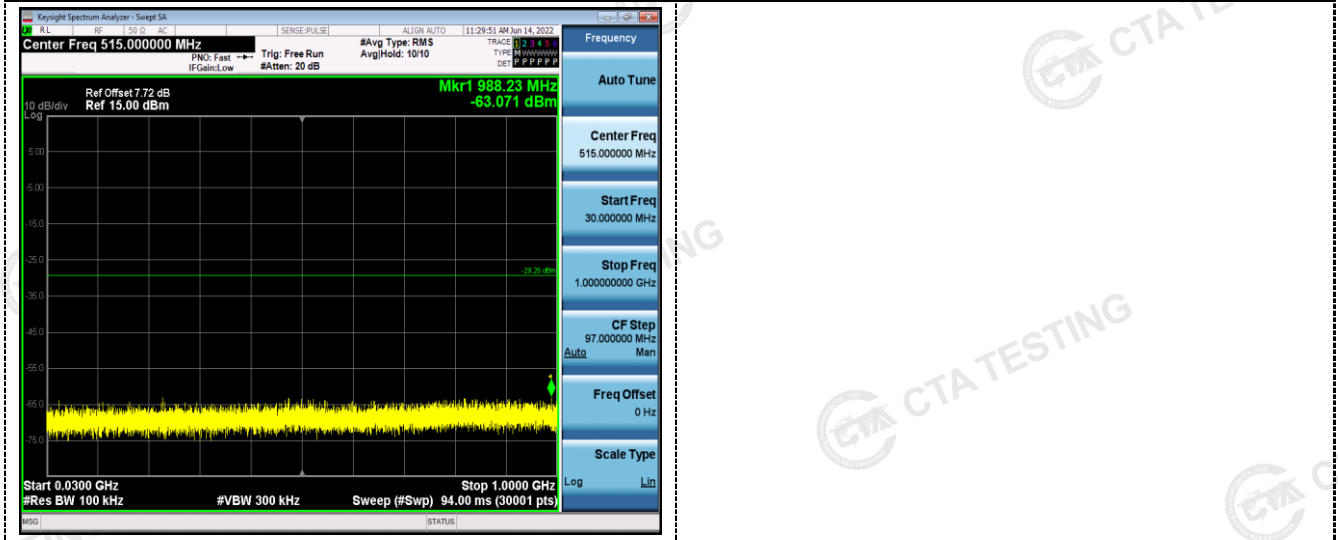 Keysight Spectrum Analyzer - Swept SA
RL RF 50 Ω AC SENSE:PULSE ALIGN AUTO 11:29:51 AM Jun 14, 2022
Center Freq 515.000000 MHz
PNO: Fast
IFGain:Low
Trig: Free Run
#Atten: 20 dB
#Avg Type: RMS
Avg|Hold: 10/10
TRACE 1 2 3 4 5 6
TYPE M WWWWW
DET P P P P P P
Ref Offset 7.72 dB
Ref 15.00 dBm
10 dB/div
Log
Mkr1 988.23 MHz
-63.071 dBm
5.00
-5.00
-15.0
-25.0
-35.0
-45.0
-55.0
-65.0
-75.0
-29.26 dBm
1
Start 0.0300 GHz
Stop 1.0000 GHz
#Res BW 100 kHz
#VBW 300 kHz
Sweep (#Swp) 94.00 ms (30001 pts)
MSG
STATUS
Frequency
Auto Tune
Center Freq
515.000000 MHz
Start Freq
30.000000 MHz
Stop Freq
1.000000000 GHz
CF Step
97.000000 MHz
Auto Man
Freq Offset
0 Hz
Scale Type
Log Lin
CTA TE
NG
CTA TESTING
C